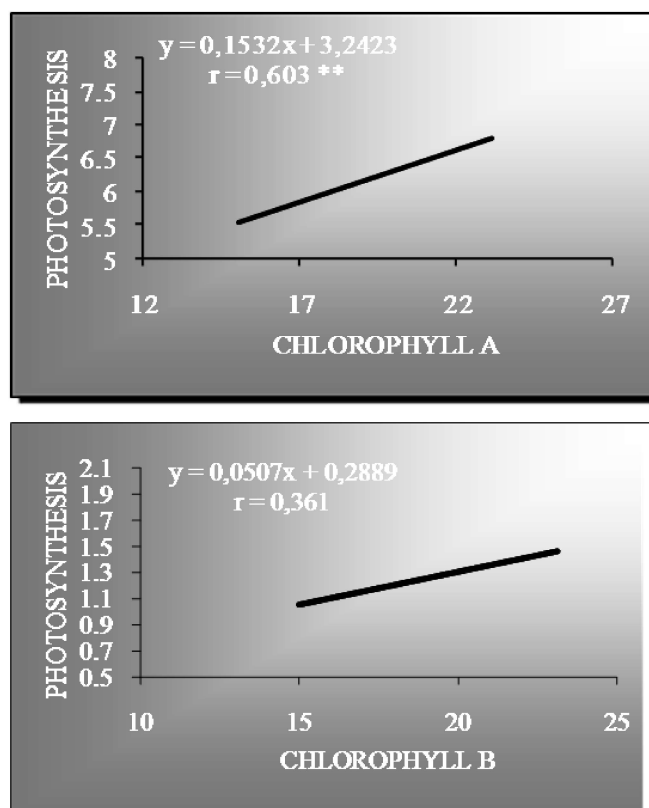 y = 0,1532x + 3,2423
r = 0,603 **
PHOTOSYNTHESIS
8
7.5
7
6.5
6
5.5
5
12 17 22 27
CHLOROPHYLL A
y = 0,0507x + 0,2889
r = 0,361
PHOTOSYNTHESIS
2.1
1.9
1.7
1.5
1.3
1.1
0.9
0.7
0.5
10 15 20 25
CHLOROPHYLL B